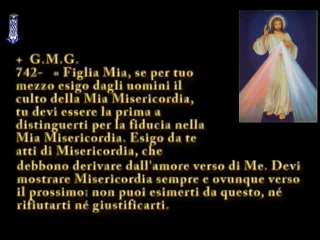 + G.M.G.
742- « Figlia Mia, se per tuo
mezzo esigo dagli uomini il
culto della Mia Misericordia,
tu devi essere la prima a
distinguerti per la fiducia nella
Mia Misericordia. Esigo da te
atti di Misericordia, che
debbono derivare dall'amore verso di Me. Devi
mostrare Misericordia sempre e ovunque verso
il prossimo: non puoi esimerti da questo, né
rifiutarti né giustificarti.